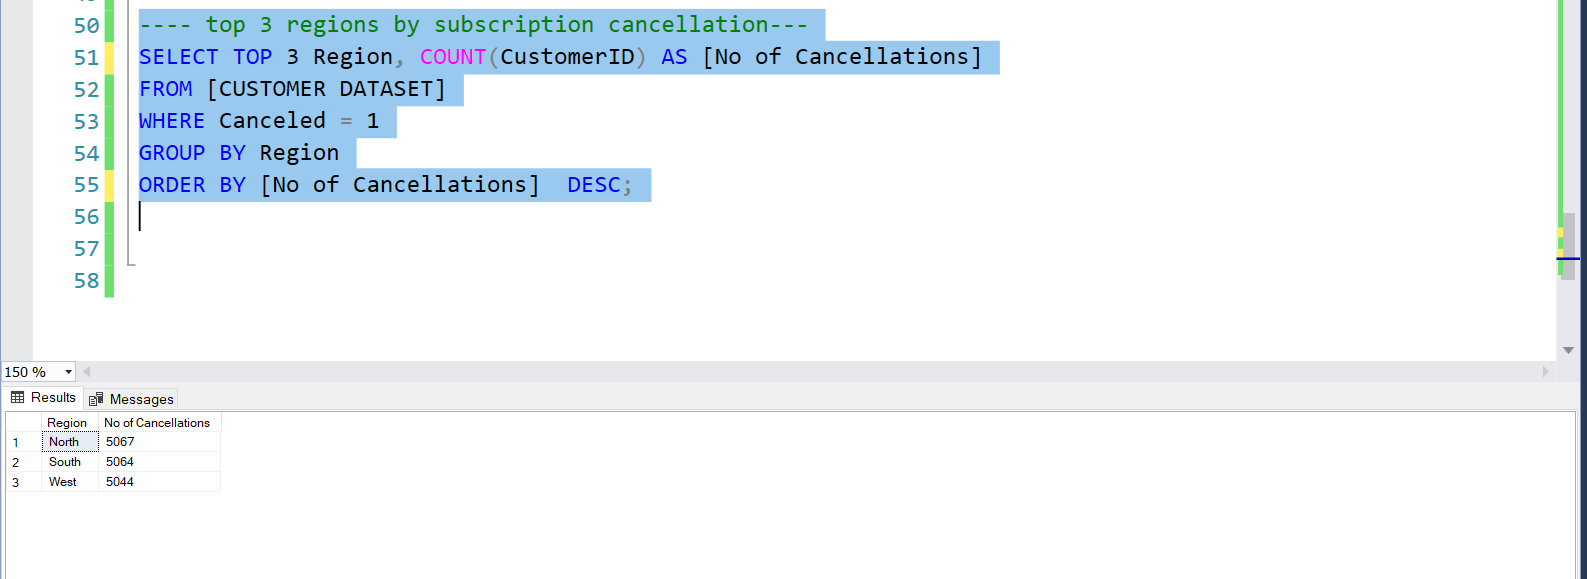 50 ---- top 3 regions by subscription cancellation---
51 SELECT TOP 3 Region, COUNT(CustomerID) AS [No of Cancellations]
52 FROM [CUSTOMER DATASET]
53 WHERE Canceled = 1
54 GROUP BY Region
55 ORDER BY [No of Cancellations]  DESC;
56
57
58
150 %
Results Messages
Region No of Cancellations
1 North 5067
2 South 5064
3 West 5044